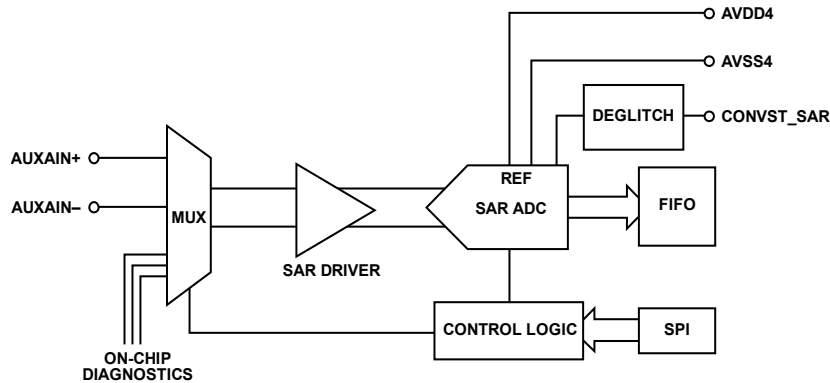 AVDD4
AVSS4
DEGLITCH
CONVST_SAR
AUXAIN+
AUXAIN–
MUX
REF
SAR ADC
FIFO
SAR DRIVER
CONTROL LOGIC
SPI
ON-CHIP
DIAGNOSTICS